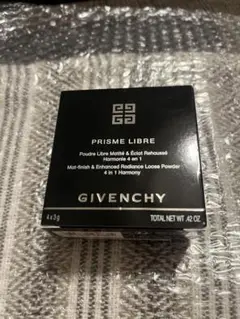 PRISME LIBRE
Poudre Libre Matité & Éclat Rehaussé
Harmonie 4 en 1
Mat-finish & Enhanced Radiance Loose Powder
4 in 1 Harmony
GIVENCHY
4 x 3 g TOTAL NET WT. .42 OZ.